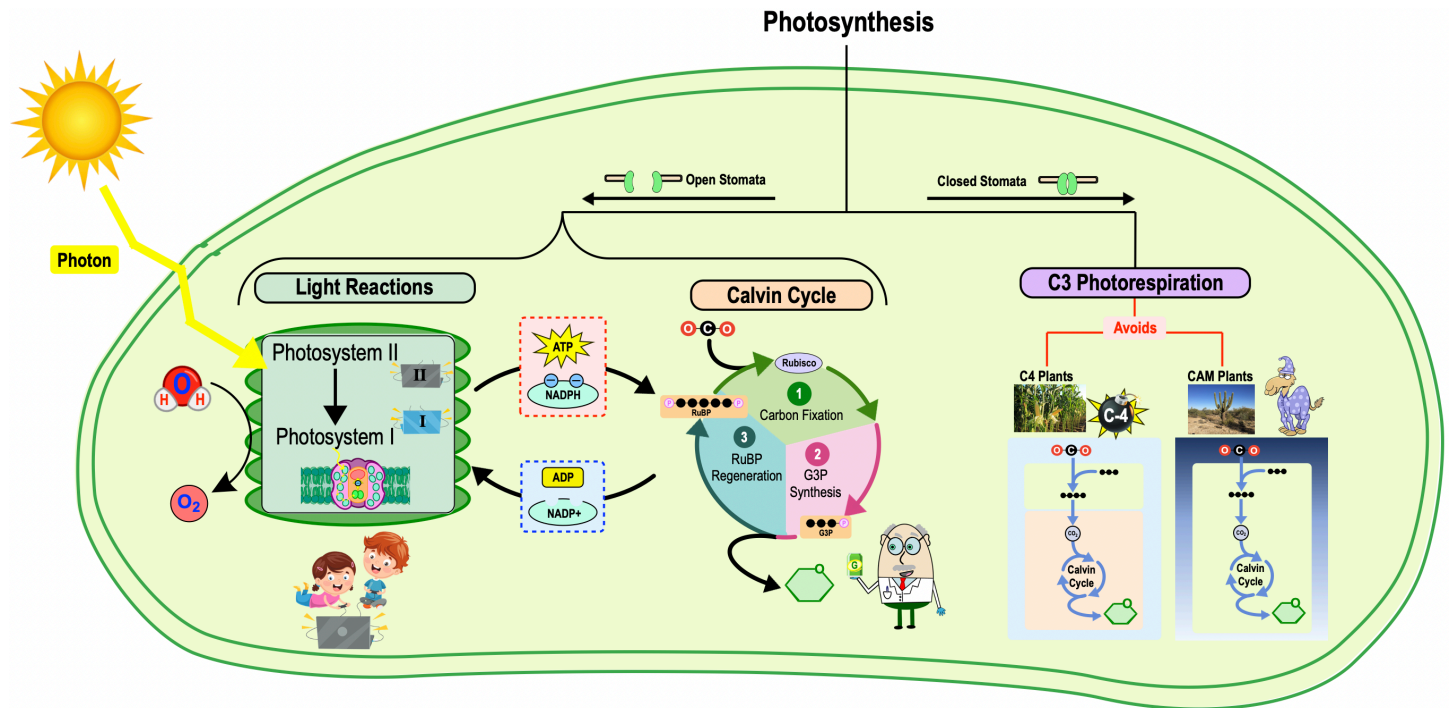 Photosynthesis
Open Stomata
Closed Stomata
Photon
Light Reactions
Calvin Cycle
C3 Photorespiration
Avoids
Photosystem II
II
Photosystem I
I
O
H H
O2
ATP
NADPH
ADP
NADP+
O C O
Rubisco
1
Carbon Fixation
P P
RuBP
3
RuBP
Regeneration
2
G3P
Synthesis
P
G3P
O
G
C4 Plants
C-4
O C O
CO2
Calvin
Cycle
O
CAM Plants
O C O
CO2
Calvin
Cycle
O